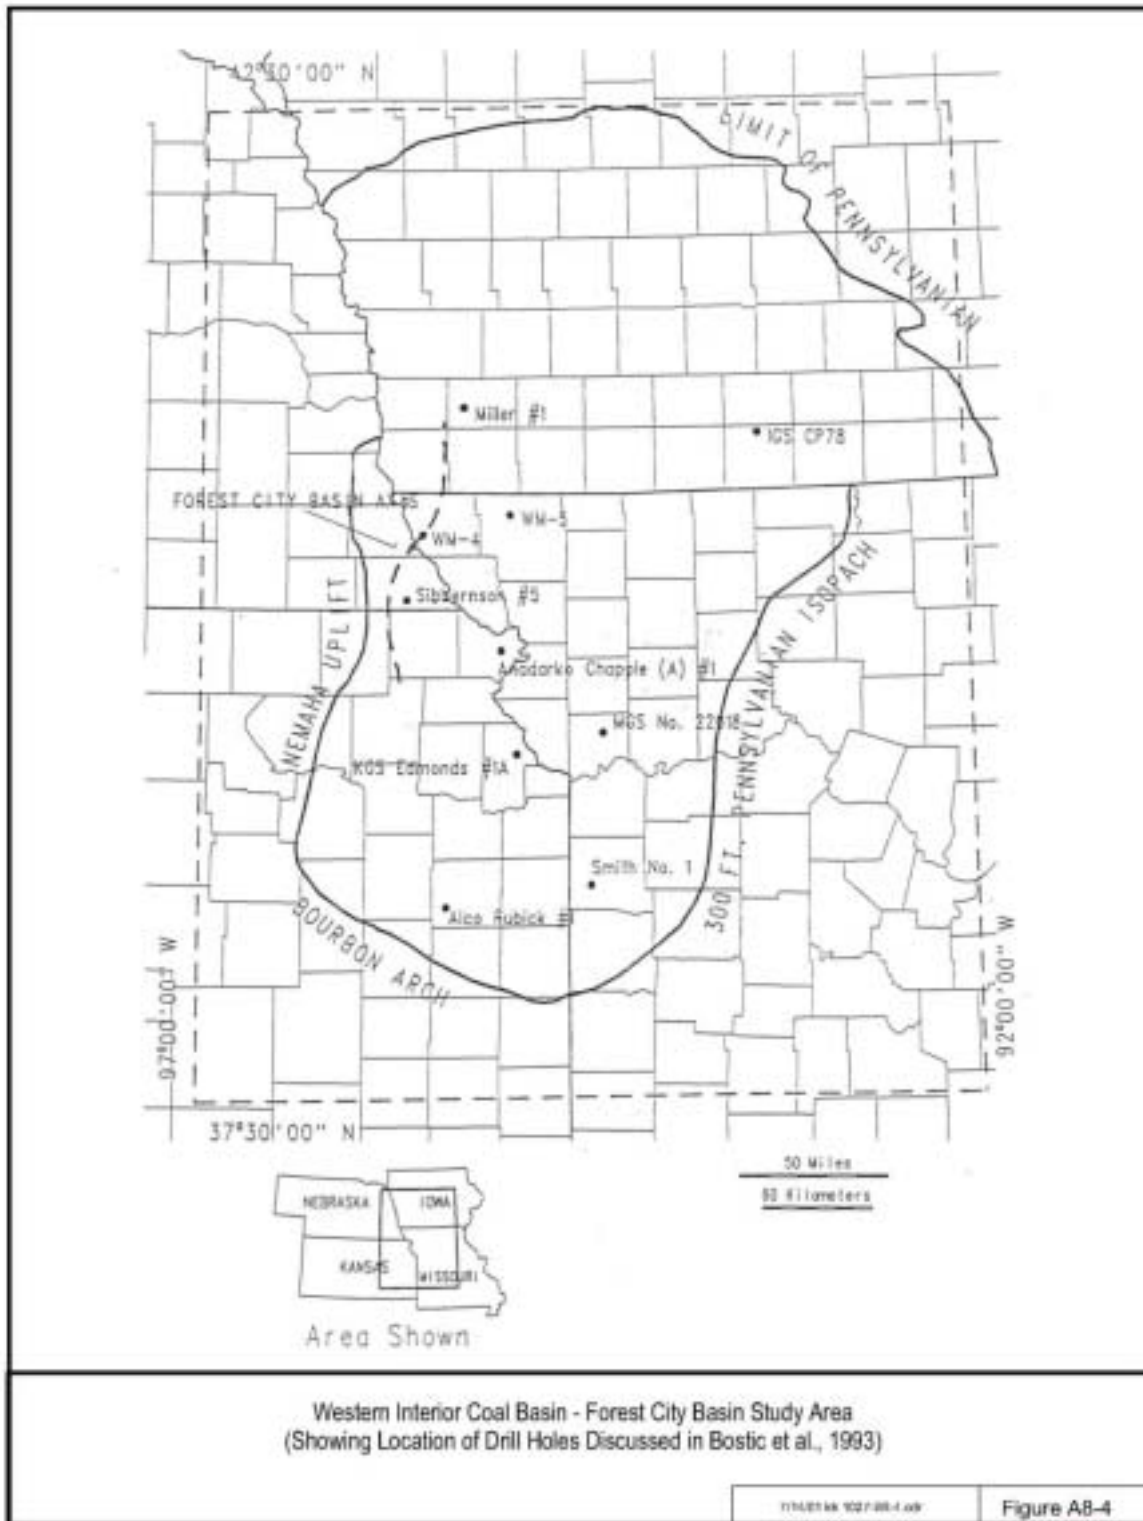 42°30'00" N
LIMIT OF PENNSYLVANIAN
Miller #1
IGS CP78
FOREST CITY BASIN AXIS
WM-3
WM-4
Sibbernson #5
NEMAHA UPLIFT
Anadarko Chapple (A) #1
300 FT. PENNSYLVANIAN ISOPACH
MGS No. 22018
KGS Edmonds #1A
Smith No. 1
Alco Rubick #1
BOURBON ARCH
97°00'00" W
92°00'00" W
37°30'00" N
50 Miles
80 Kilometers
NEBRASKA
IOWA
KANSAS
MISSOURI
Area Shown
Western Interior Coal Basin - Forest City Basin Study Area
(Showing Location of Drill Holes Discussed in Bostic et al., 1993)
Figure A8-4